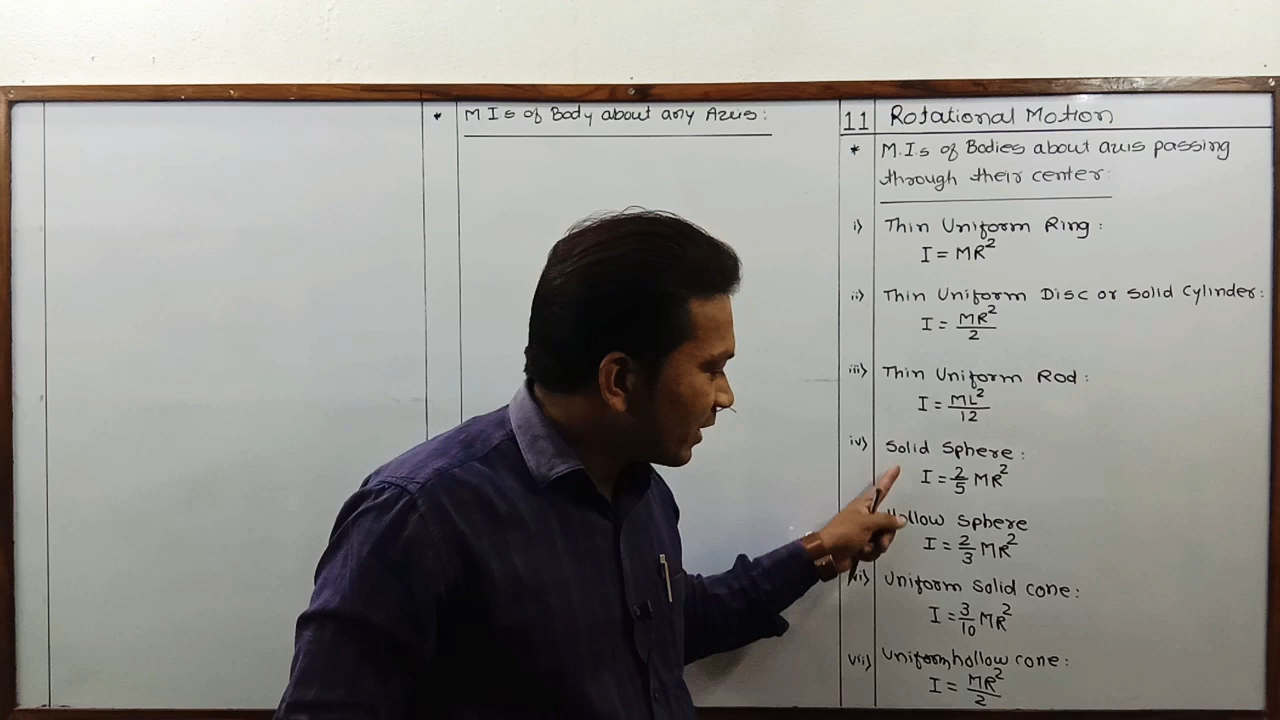 * M I s of Body about any Axis:
11 Rotational Motion
* M.I.s of Bodies about axis passing
through their center:
i) Thin Uniform Ring:
I = MR²
ii) Thin Uniform Disc or Solid Cylinder:
I = MR²/2
iii) Thin Uniform Rod:
I = ML²/12
iv) Solid Sphere:
I = 2/5 MR²
Hollow Sphere
I = 2/3 MR²
vi) Uniform Solid cone:
I = 3/10 MR²
vii) Uniform hollow cone:
I = MR²/2